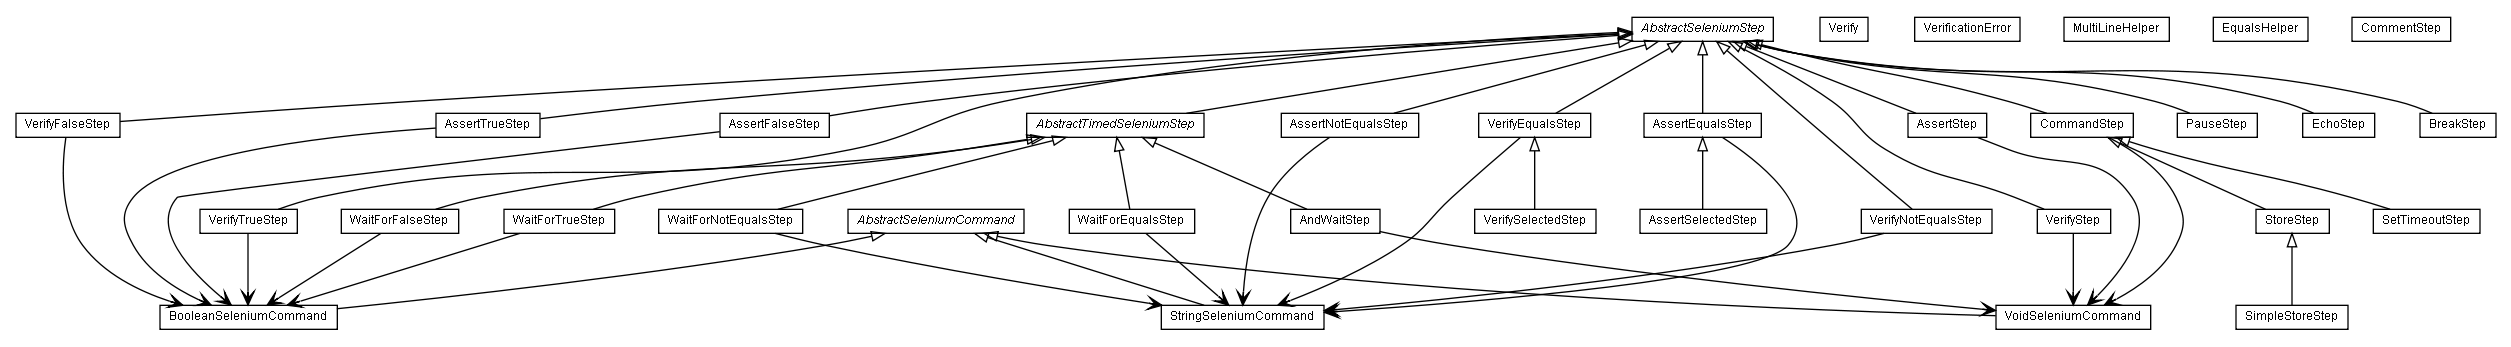 AbstractSeleniumStep
Verify
VerificationError
MultiLineHelper
EqualsHelper
CommentStep
VerifyFalseStep
AssertTrueStep
AssertFalseStep
AbstractTimedSeleniumStep
AssertNotEqualsStep
VerifyEqualsStep
AssertEqualsStep
AssertStep
CommandStep
PauseStep
EchoStep
BreakStep
VerifyTrueStep
WaitForFalseStep
WaitForTrueStep
WaitForNotEqualsStep
AbstractSeleniumCommand
WaitForEqualsStep
AndWaitStep
VerifySelectedStep
AssertSelectedStep
VerifyNotEqualsStep
VerifyStep
StoreStep
SetTimeoutStep
BooleanSeleniumCommand
StringSeleniumCommand
VoidSeleniumCommand
SimpleStoreStep